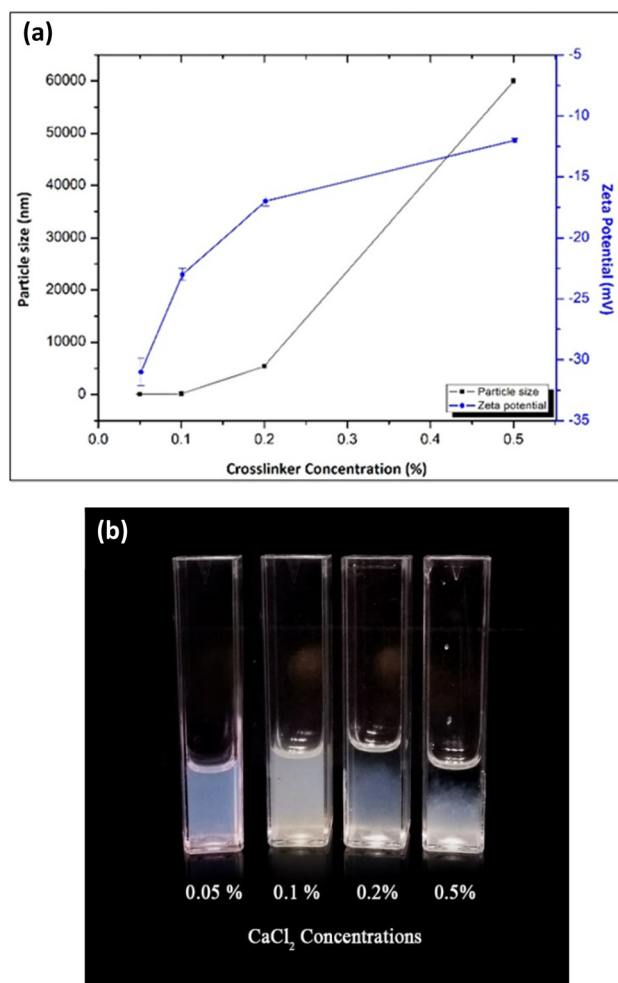 (a)
60000
50000
40000
30000
20000
10000
0
Particle size (nm)
-5
-10
-15
-20
-25
-30
-35
Zeta Potential (mV)
Particle size
Zeta potential
0.0 0.1 0.2 0.3 0.4 0.5
Crosslinker Concentration (%)
(b)
0.05 % 0.1 % 0.2% 0.5%
CaCl₂ Concentrations